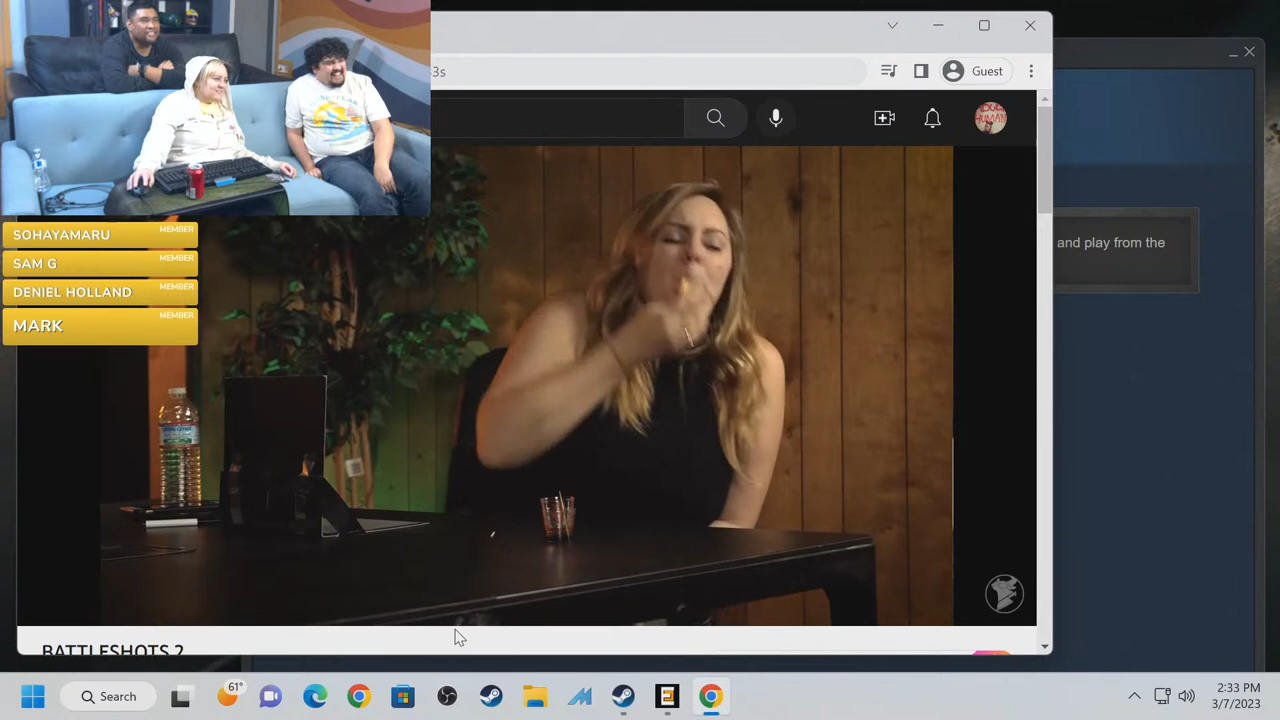 3s
Guest
SOHAYAMARU MEMBER
SAM G MEMBER
DENIEL HOLLAND MEMBER
MARK MEMBER
and play from the
BATTLESHOTS 2
61°
Search
2:33 PM
3/7/2023